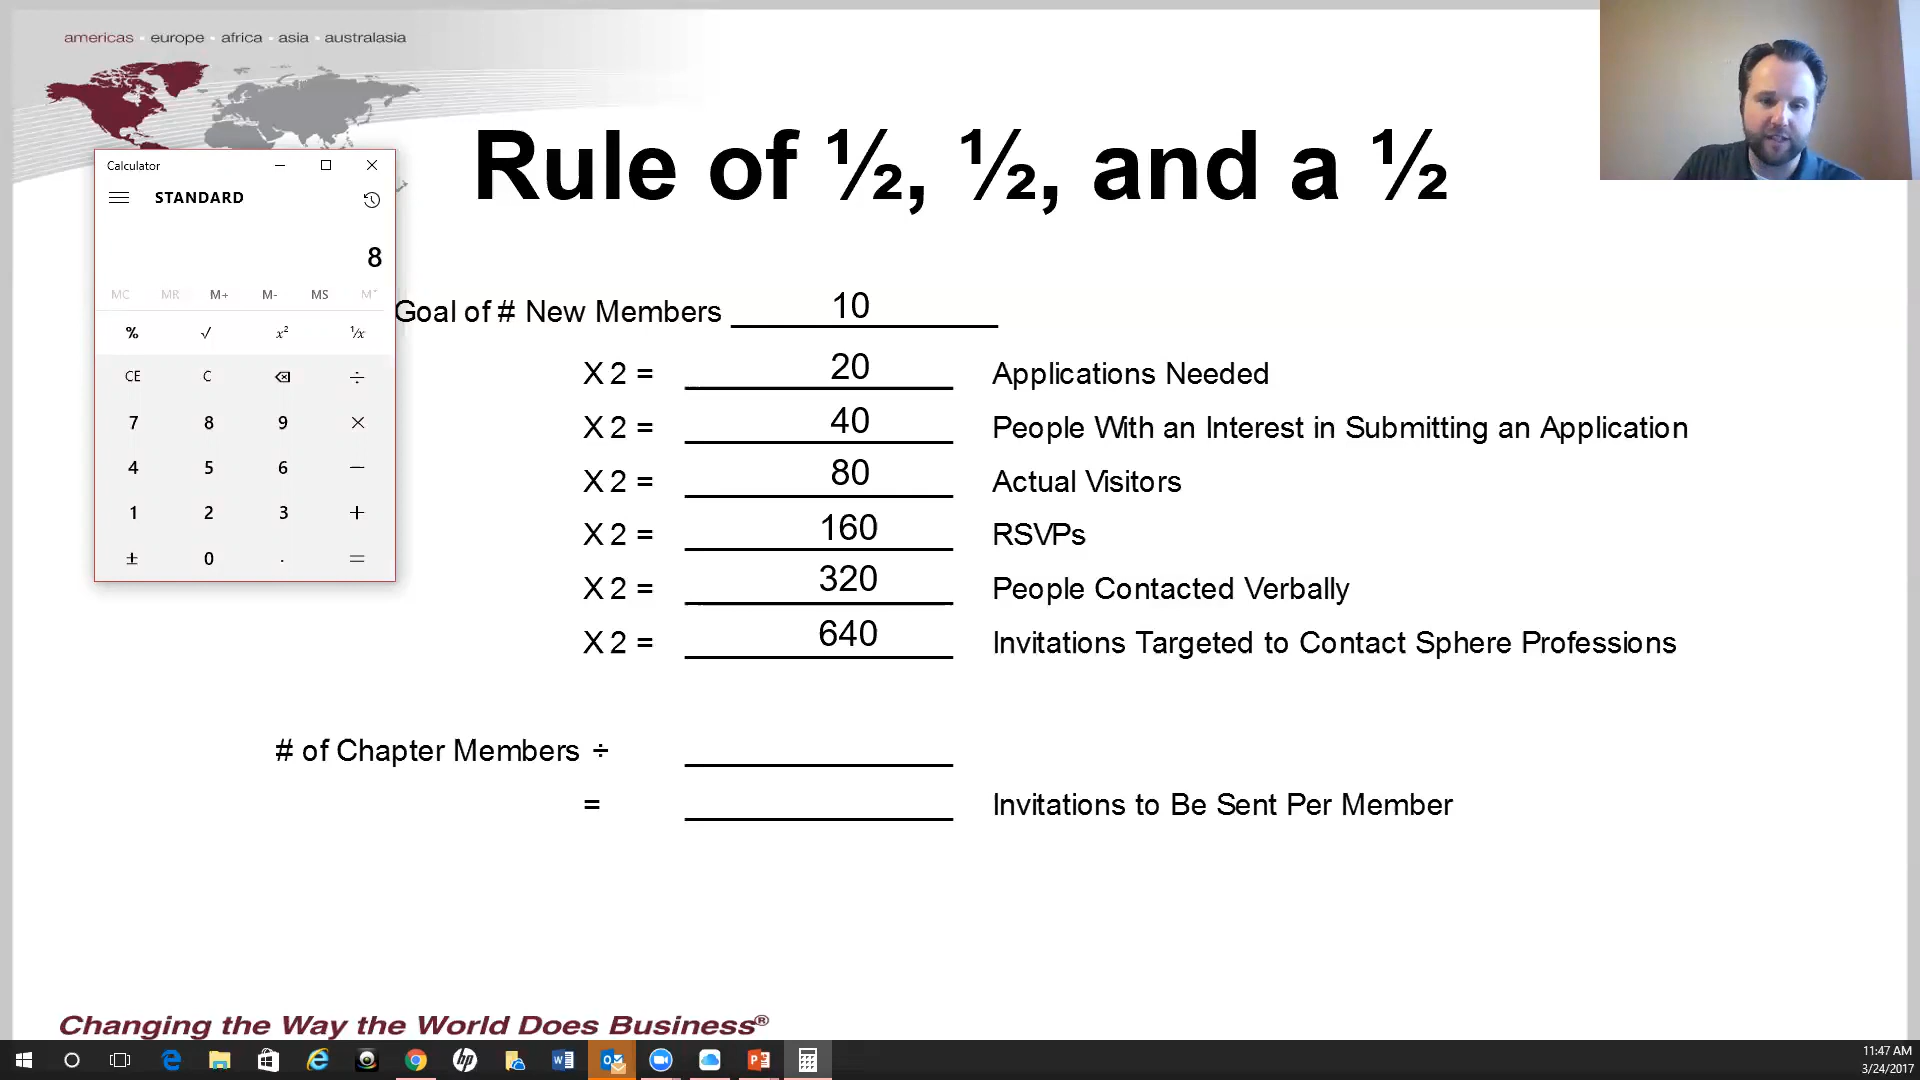 americas europe africa asia australasia
Rule of ½, ½, and a ½
Calculator
STANDARD
8
MC MR M+ M- MS M˅
% √ x² ¹/x
CE C ÷
7 8 9 ×
4 5 6 −
1 2 3 +
± 0 . =
Goal of # New Members 10
X 2 = 20 Applications Needed
X 2 = 40 People With an Interest in Submitting an Application
X 2 = 80 Actual Visitors
X 2 = 160 RSVPs
X 2 = 320 People Contacted Verbally
X 2 = 640 Invitations Targeted to Contact Sphere Professions
# of Chapter Members ÷
= Invitations to Be Sent Per Member
Changing the Way the World Does Business®
11:47 AM
3/24/2017